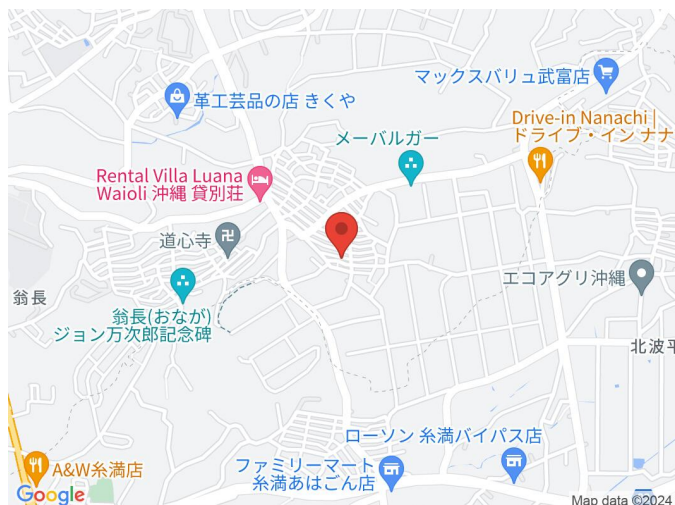 マックスバリュ武富店
革工芸品の店 きくや
Drive-in Nanachi |
ドライブ・イン ナナ
メーバルガー
Rental Villa Luana
Waioli 沖縄 貸別荘
道心寺
エコアグリ沖縄
翁長
翁長(おなが)
ジョン万次郎記念碑
北波平
ローソン 糸満バイパス店
ファミリーマート
糸満あはごん店
A&W糸満店
Google
Map data ©2024